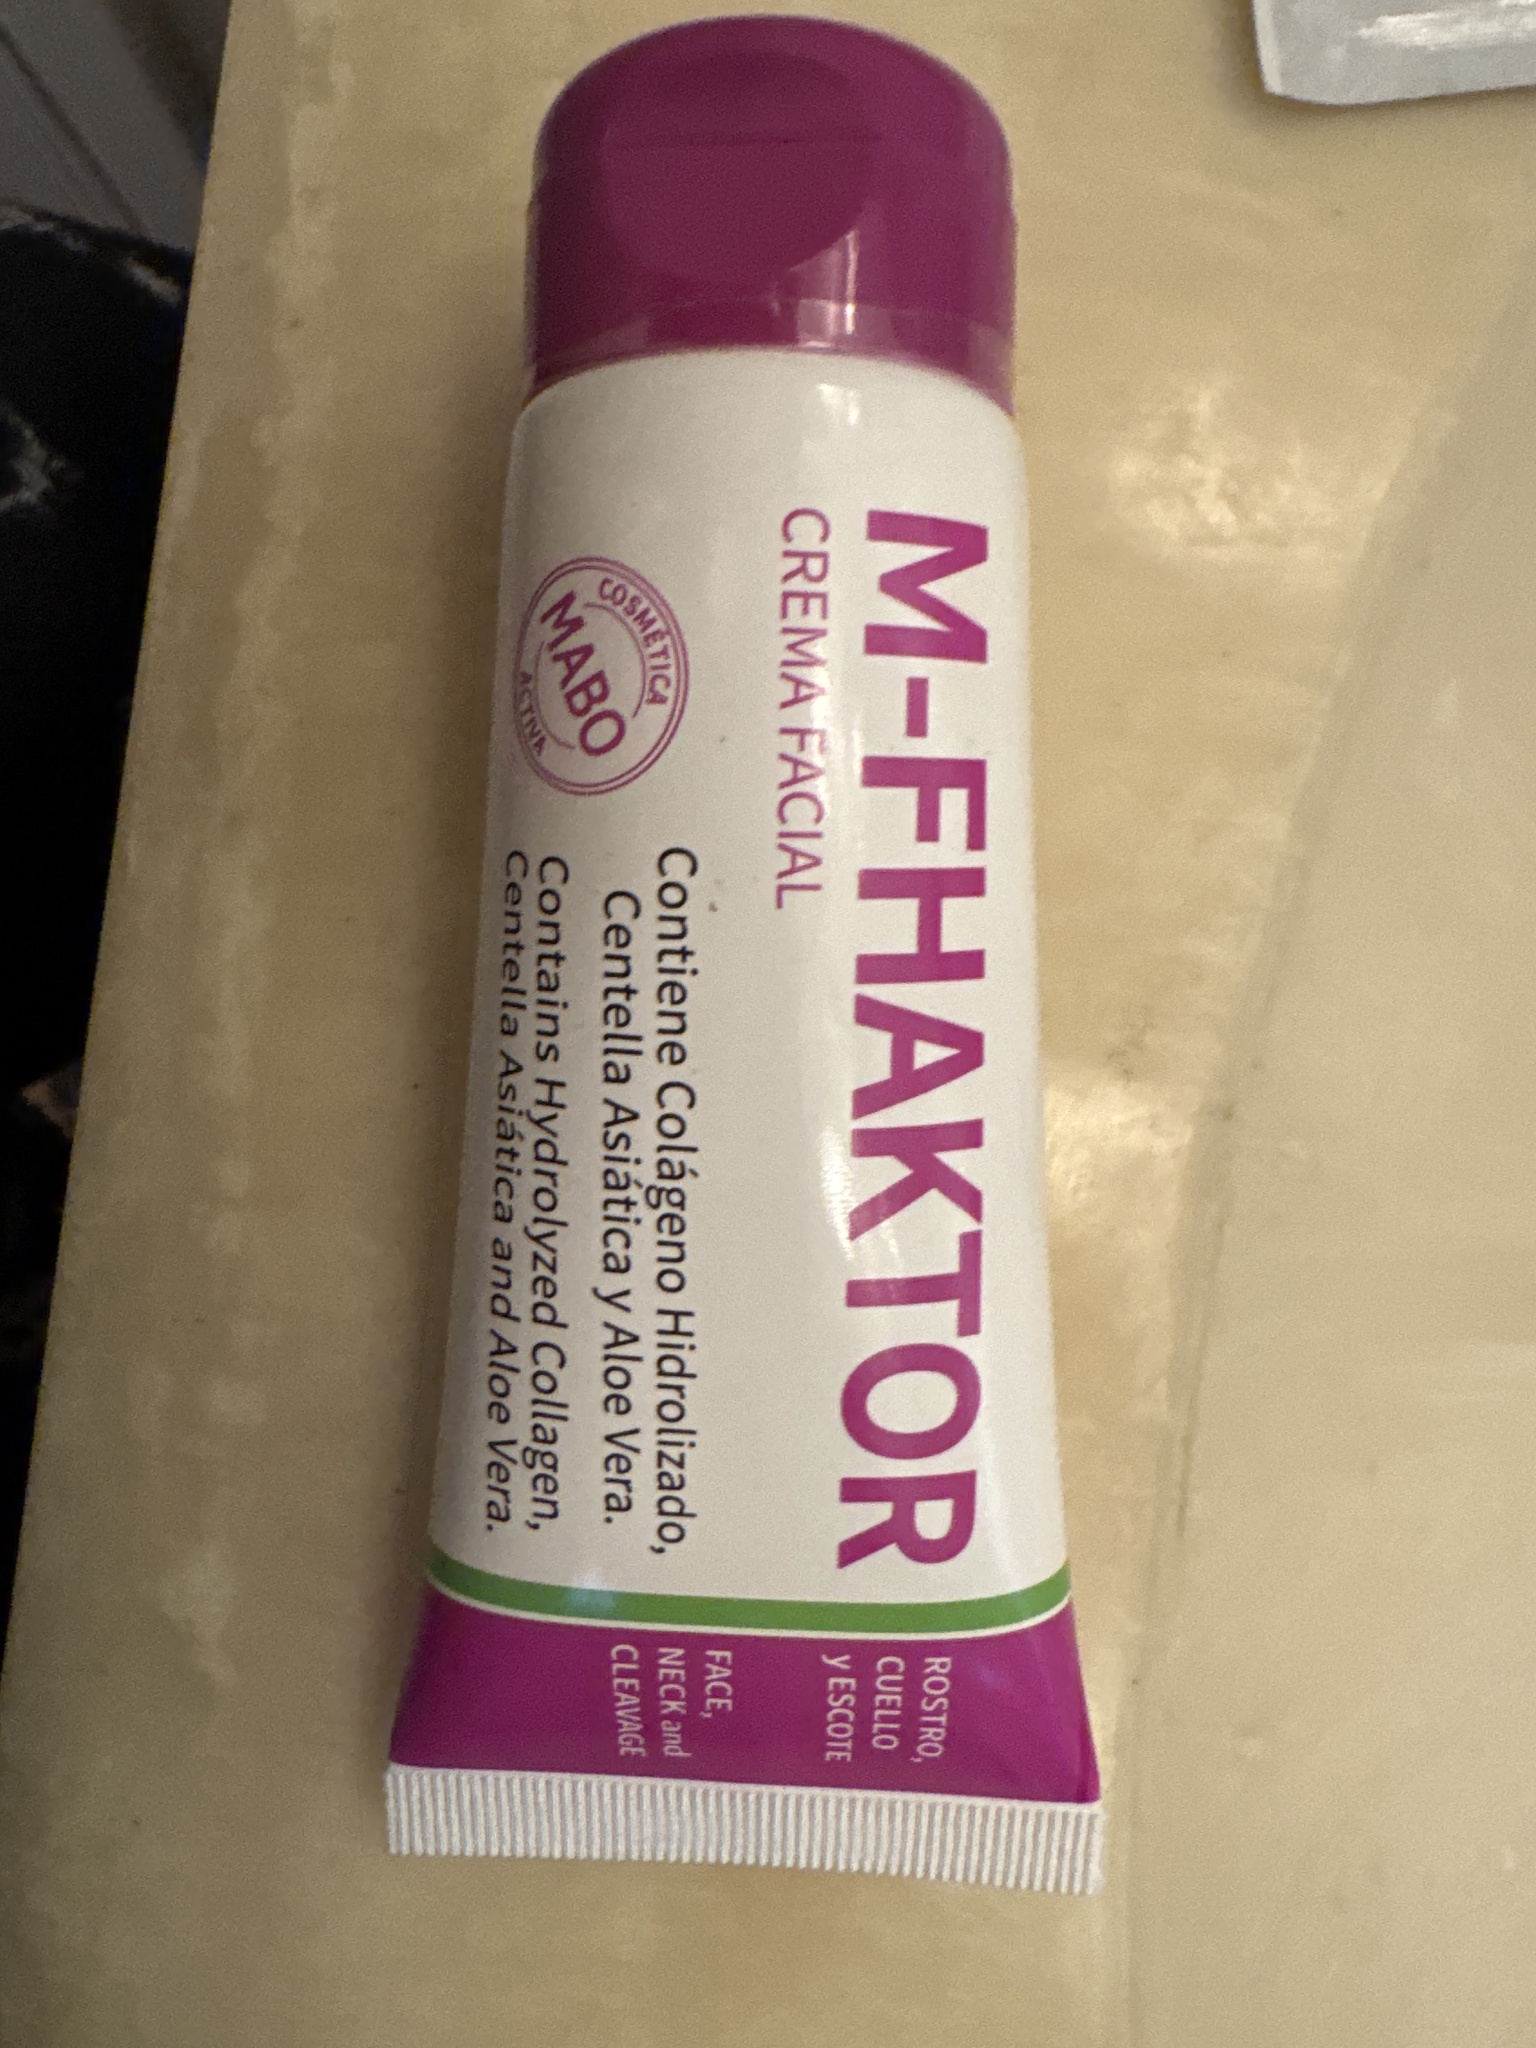 M-FHAKTOR
CREMA FACIAL
COSMÉTICA
MABO
ACTIVA
Contiene Colágeno Hidrolizado,
Centella Asiática y Aloe Vera.
Contains Hydrolyzed Collagen,
Centella Asiática and Aloe Vera.
ROSTRO,
CUELLO
y ESCOTE
FACE,
NECK and
CLEAVAGE